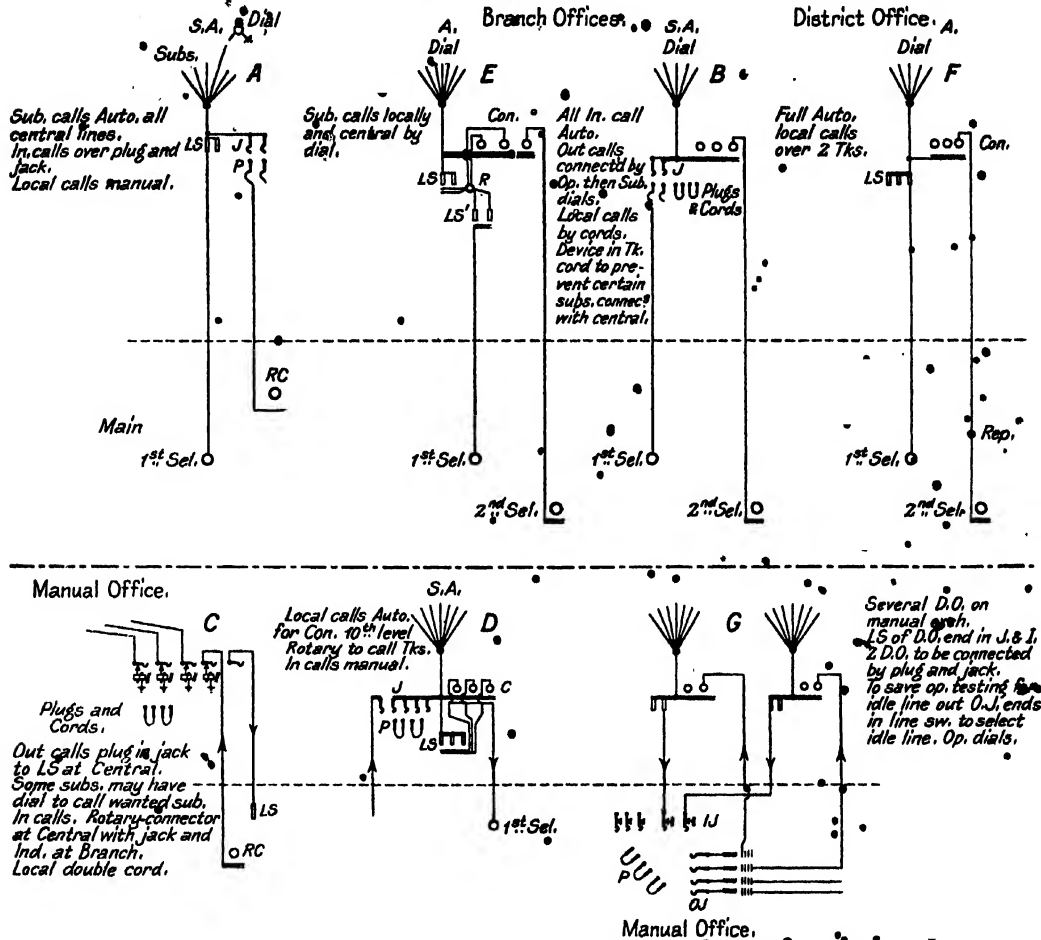 Branch Offices.
District Office.
S.A.
Dial
Subs.
A
Sub. calls Auto. all
central lines.
In. calls over plug and
jack.
Local calls manual.
LS
J
P
RC
Main
1st Sel.
A.
Dial
E
Sub. calls locally
and central by
dial.
Con.
LS
R
LS'
1st Sel.
2nd Sel.
S.A.
Dial
B
All In. call
Auto.
Out calls
connectd by
Op. then Sub.
dials.
Local calls
by cords.
Device in Tk.
cord to pre-
vent certain
subs. connect
with central.
J
Plugs
& Cords
1st Sel.
2nd Sel.
A.
Dial
F
Full Auto.
local calls
over 2 Tks.
Con.
LS
Rep.
1st Sel.
2nd Sel.
Manual Office.
C
Plugs and
Cords.
Out calls plug in jack
to LS at Central.
Some subs. may have
dial to call wanted sub.
In calls. Rotary connector
at Central with jack and
Ind. at Branch.
Local double cord.
LS
RC
S.A.
D
Local calls Auto.
for Con. 10th level
Rotary to call Tks.
In calls manual.
J
C
P
LS
1st Sel.
G
Several D.O. on
manual exch.
LS of D.O. end in J. & I.
2 D.O. to be connected
by plug and jack.
To save op. testing for
idle line out O.J. ends
in line sw. to select
idle line. Op. dials.
IJ
P
OJ
Manual Office.